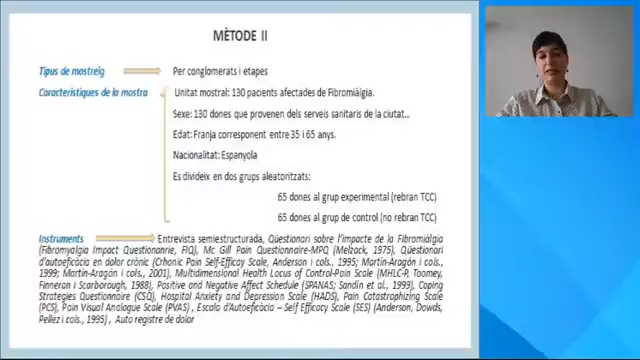 MÈTODE II
Tipus de mostreig Per conglomerats i etapes
Característiques de la mostra Unitat mostral: 130 pacients afectades de Fibromiàlgia.
Sexe: 130 dones que provenen dels serveis sanitaris de la ciutat..
Edat: Franja corresponent entre 35 i 65 anys.
Nacionalitat: Espanyola
Es divideix en dos grups aleatoritzats:
65 dones al grup experimental (rebran TCC)
65 dones al grup de control (no rebran TCC)
Instruments Entrevista semiestructurada, Qüestionari sobre l'impacte de la Fibromiàlgia
(Fibromyalgia Impact Questionanrie, FIQ), Mc Gill Pain Questionnaire-MPQ (Melzack, 1975), Qüestionari
d'autoeficàcia en dolor crònic (Crhonic Pain Self-Efficay Scale, Anderson i cols., 1995; Martín-Aragón i cols.,
1999; Martín-Aragón i cols., 2001), Multidimensional Health Locus of Control-Pain Scale (MHLC-P, Toomey,
Finneran i Scarborough, 1988), Positive and Negative Affect Schedule (SPANAS; Sandín et al., 1993), Coping
Strategies Questionnaire (CSQ), Hospital Anxiety and Depression Scale (HADS), Pain Catastrophizing Scale
(PCS), Pain Visual Analogue Scale (PVAS) , Escala d'Autoeficàcia – Self Efficacy Scale (SES) (Anderson, Dowds,
Pellez i cols., 1995) , Auto registre de dolor